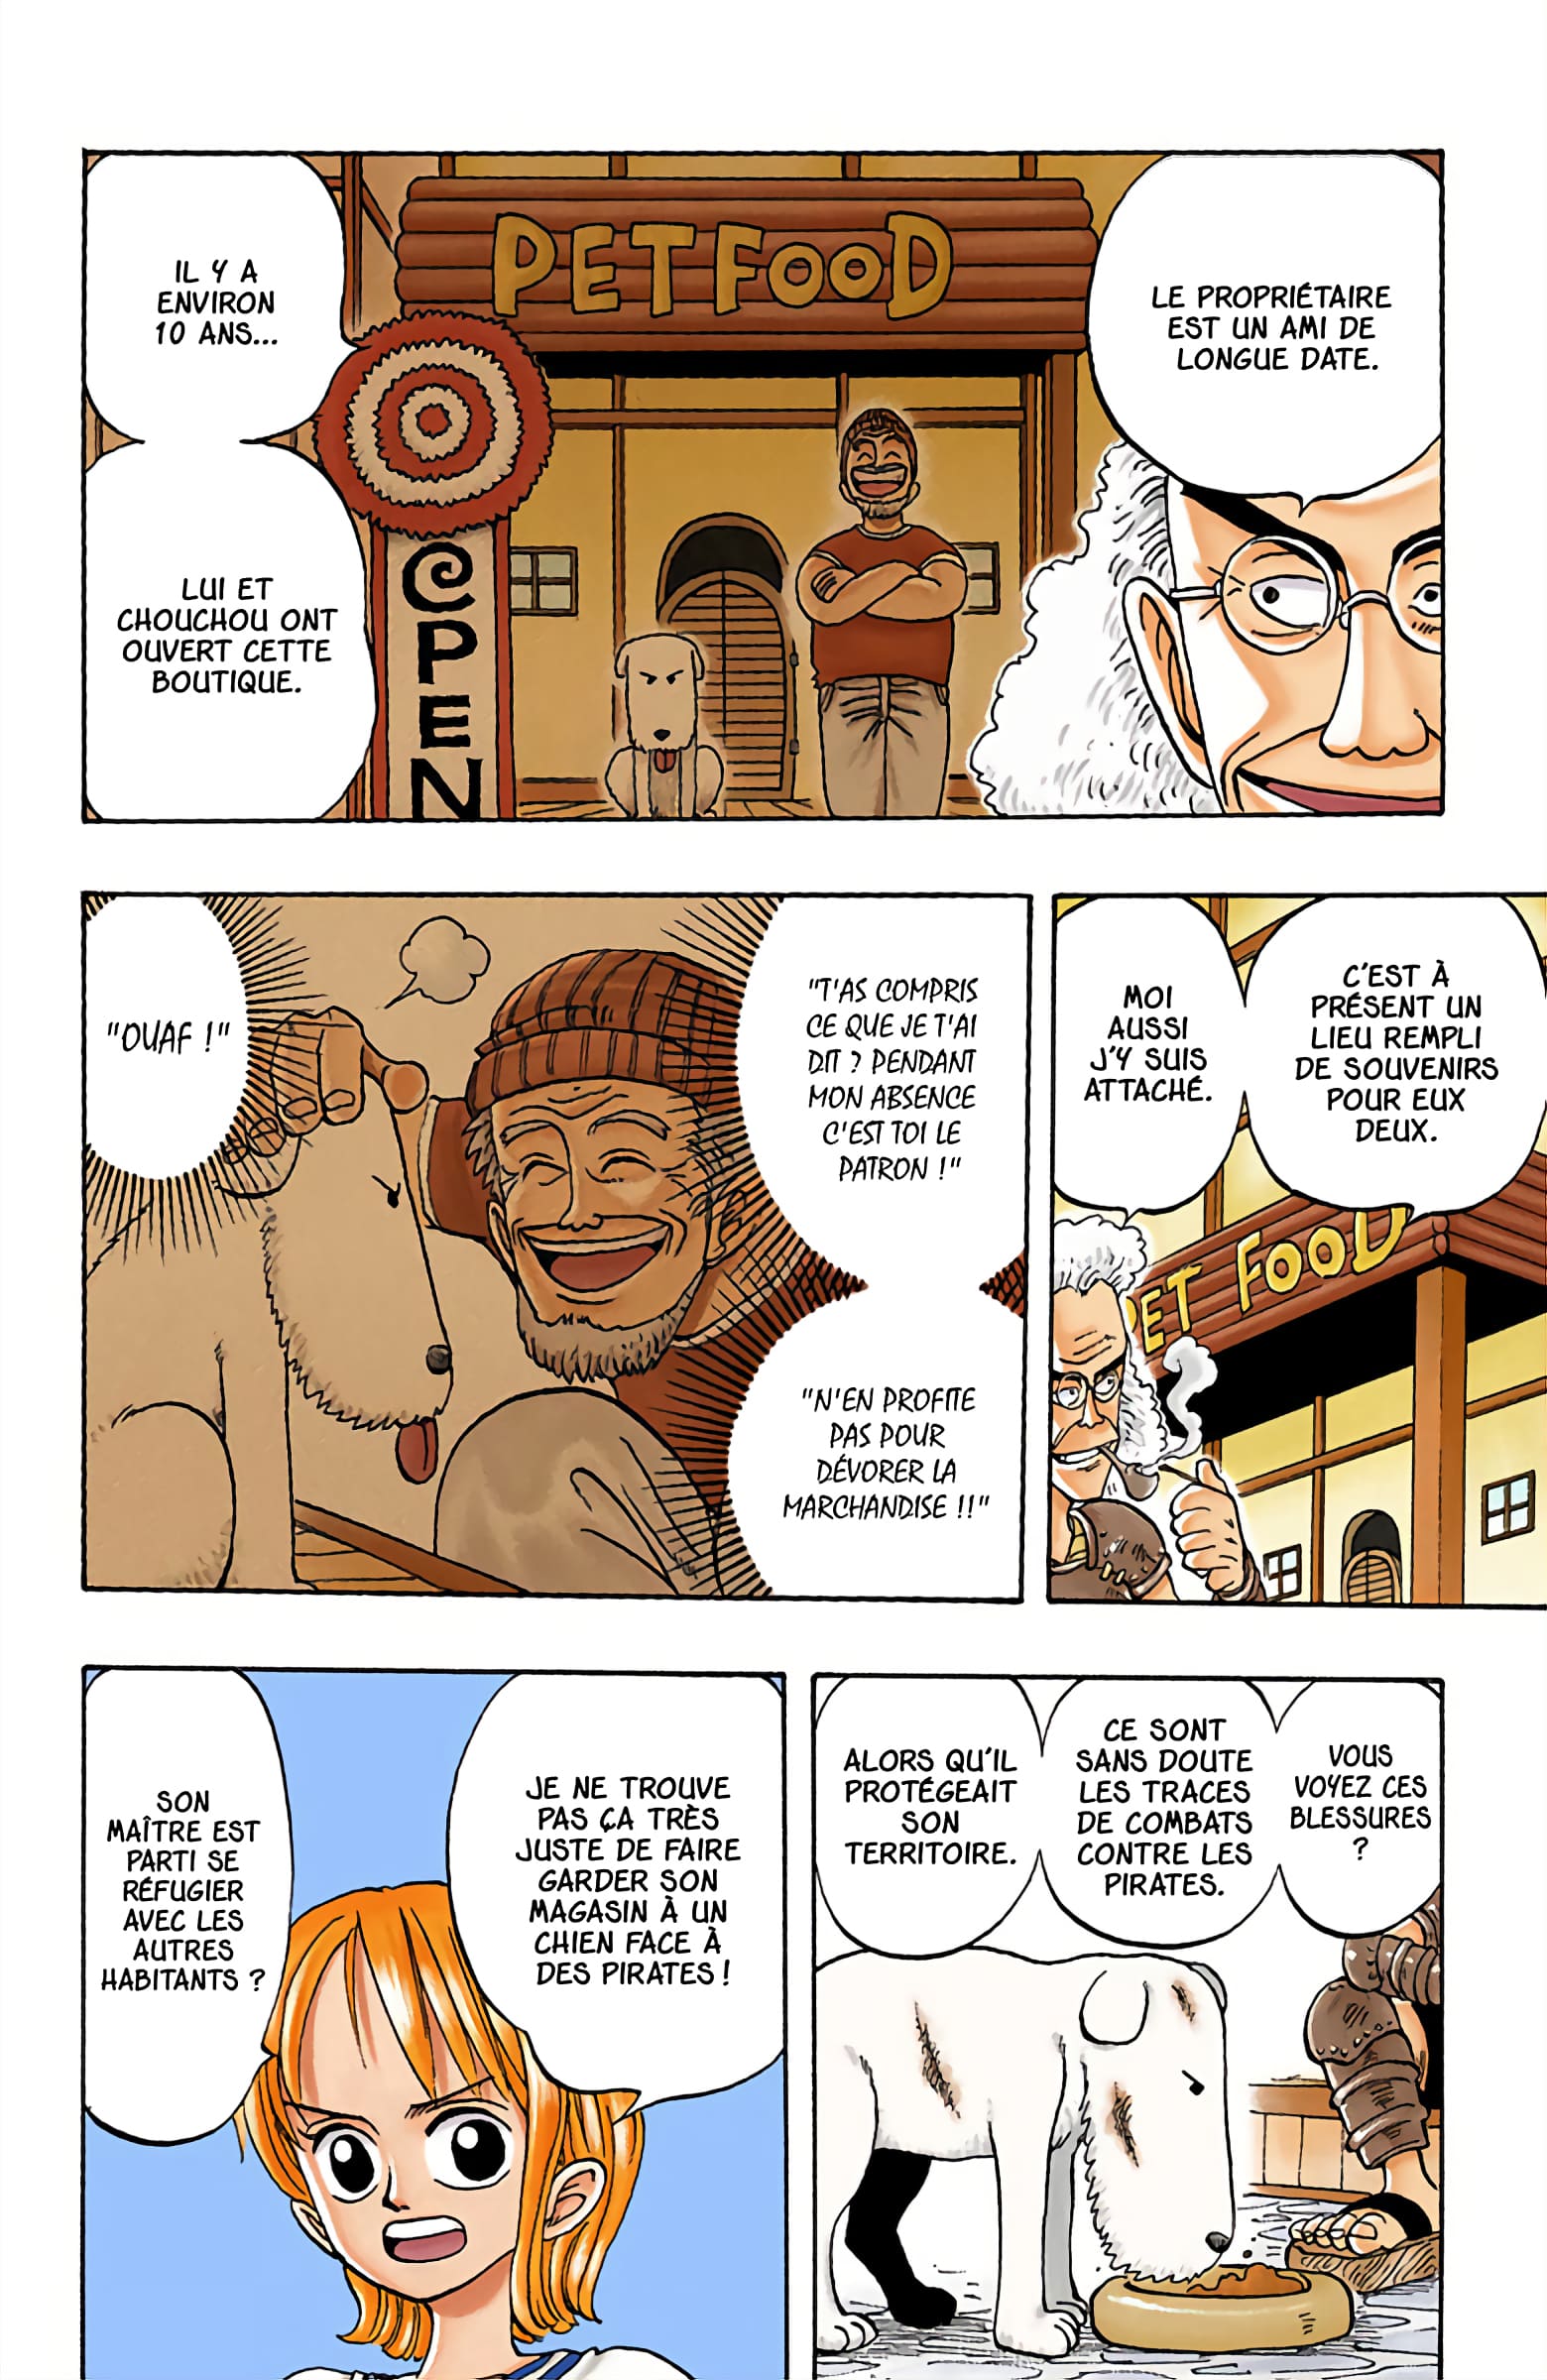 LE PROPRIÉTAIRE
EST UN AMI DE
LONGUE DATE.
PET FOOD
IL Y A
ENVIRON
10 ANS...
LUI ET
CHOUCHOU ONT
OUVERT CETTE
BOUTIQUE.
OPEN
C'EST À
PRÉSENT UN
LIEU REMPLI
DE SOUVENIRS
POUR EUX
DEUX.
MOI
AUSSI
J'Y SUIS
ATTACHÉ.
PET FOOD
"T'AS COMPRIS
CE QUE JE T'AI
DIT ? PENDANT
MON ABSENCE
C'EST TOI LE
PATRON !"
"N'EN PROFITE
PAS POUR
DÉVORER LA
MARCHANDISE !!"
"OUAF !"
VOUS
VOYEZ CES
BLESSURES
?
CE SONT
SANS DOUTE
LES TRACES
DE COMBATS
CONTRE LES
PIRATES.
ALORS QU'IL
PROTÉGEAIT
SON
TERRITOIRE.
JE NE TROUVE
PAS ÇA TRÈS
JUSTE DE FAIRE
GARDER SON
MAGASIN À UN
CHIEN FACE À
DES PIRATES !
SON
MAÎTRE EST
PARTI SE
RÉFUGIER
AVEC LES
AUTRES
HABITANTS ?